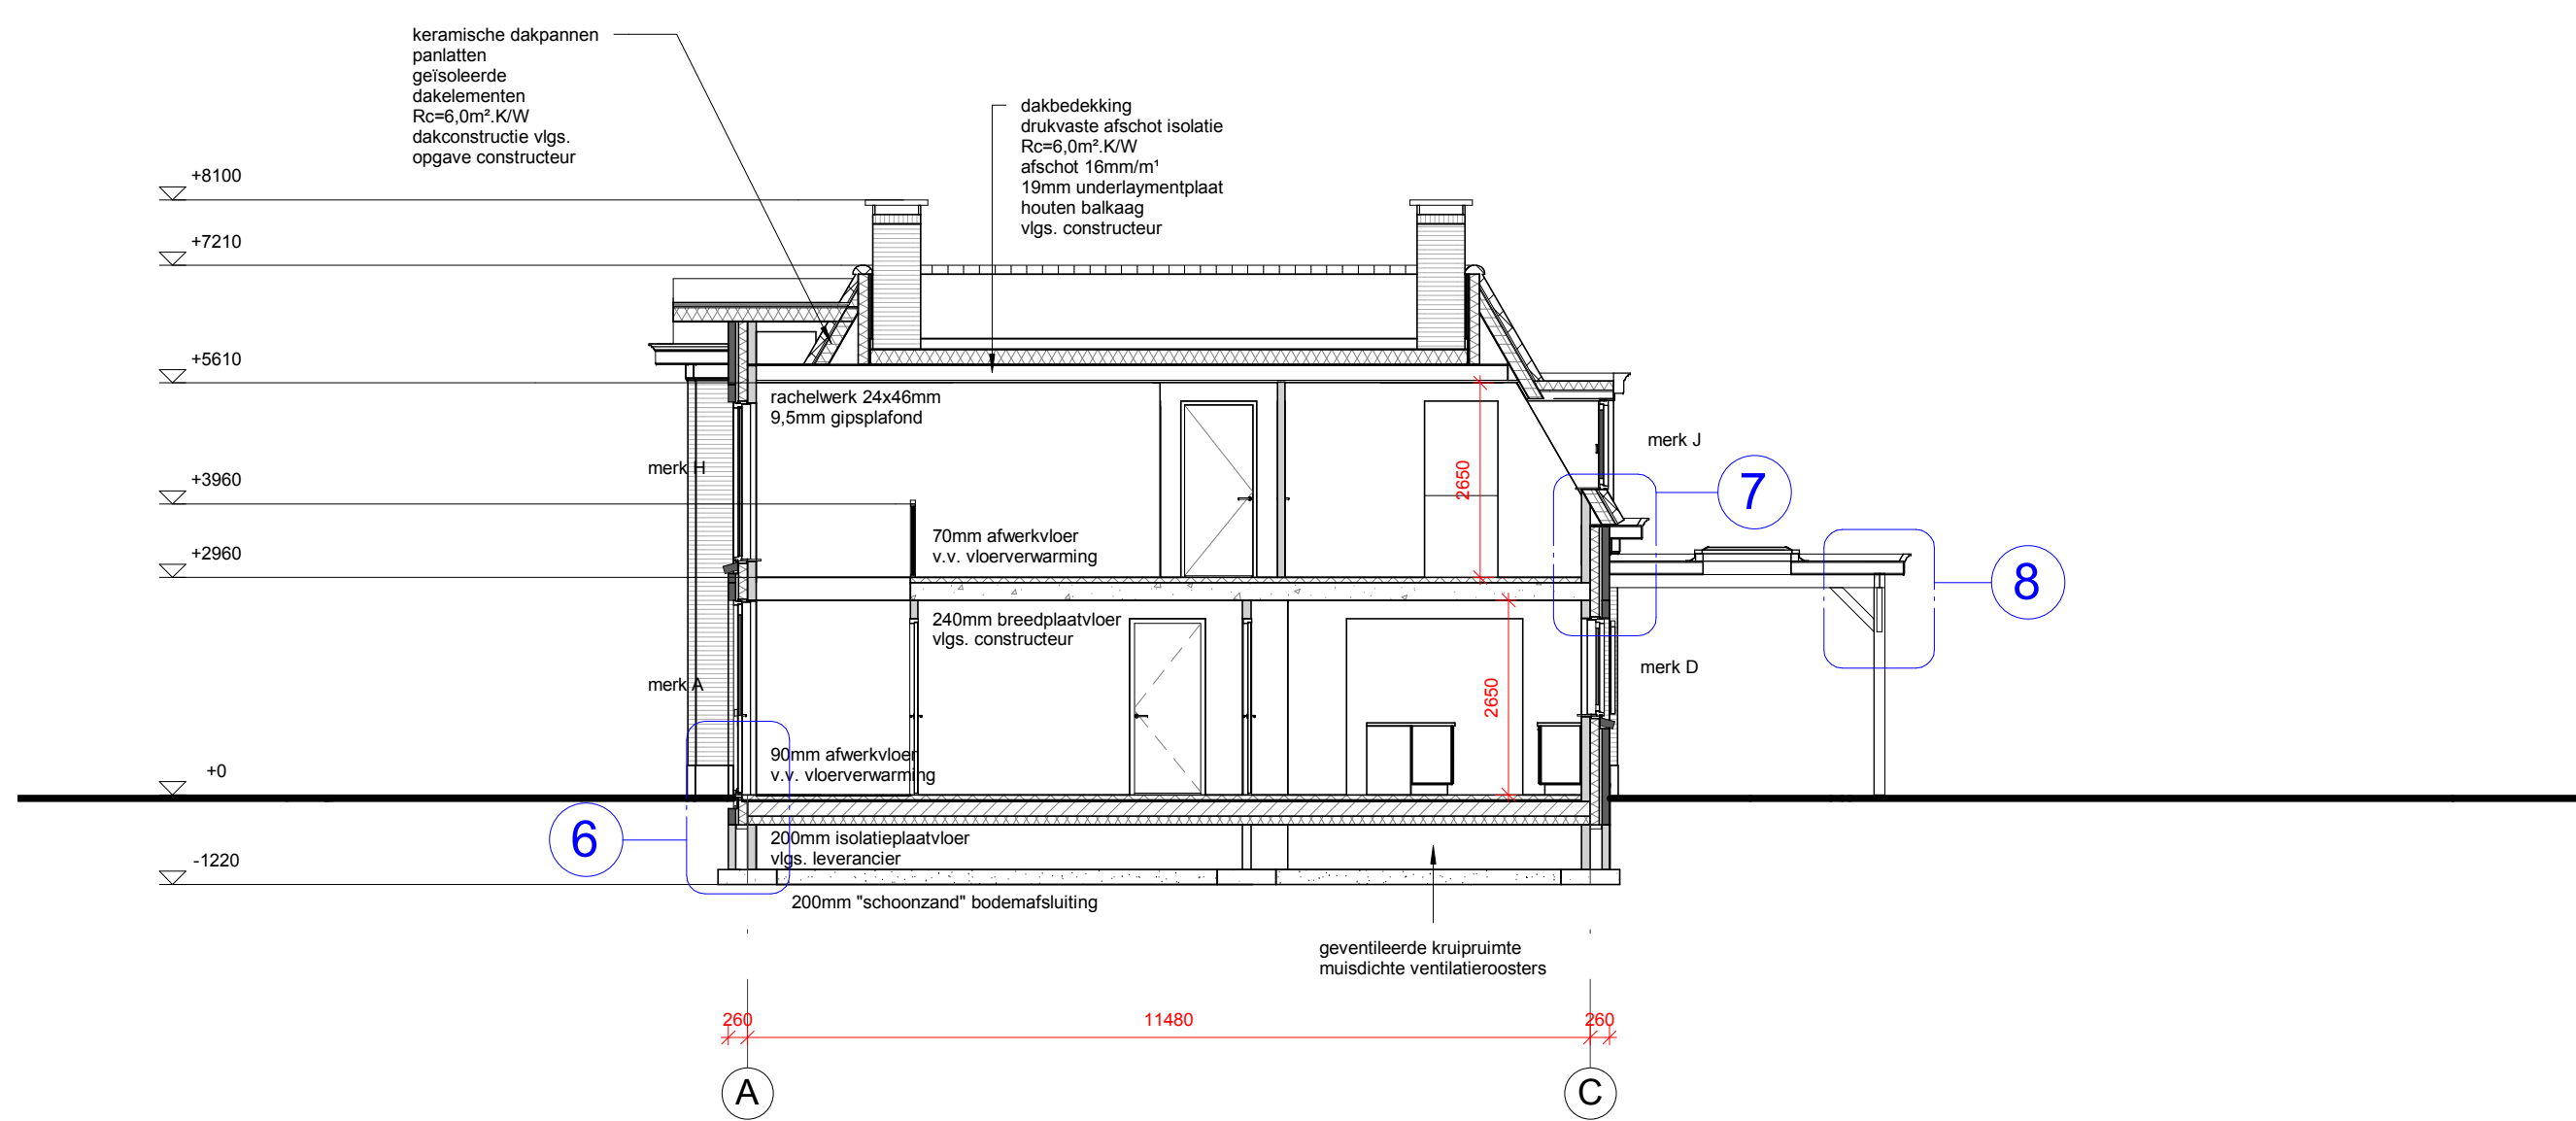 keramische dakpannen
panlatten
geïsoleerde
dakelementen
Rc=6,0m².K/W
dakconstructie vlgs.
opgave constructeur
dakbedekking
drukvaste afschot isolatie
Rc=6,0m².K/W
afschot 16mm/m¹
19mm underlaymentplaat
houten balkaag
vlgs. constructeur
+8100
+7210
+5610
+3960
+2960
+0
-1220
rachelwerk 24x46mm
9,5mm gipsplafond
merk H
merk J
2650
7
70mm afwerkvloer
v.v. vloerverwarming
8
240mm breedplaatvloer
vlgs. constructeur
merk A
merk D
2650
90mm afwerkvloer
v.v. vloerverwarming
6
200mm isolatieplaatvloer
vlgs. leverancier
200mm "schoonzand" bodemafsluiting
geventileerde kruipruimte
muisdichte ventilatieroosters
260
11480
260
A
C